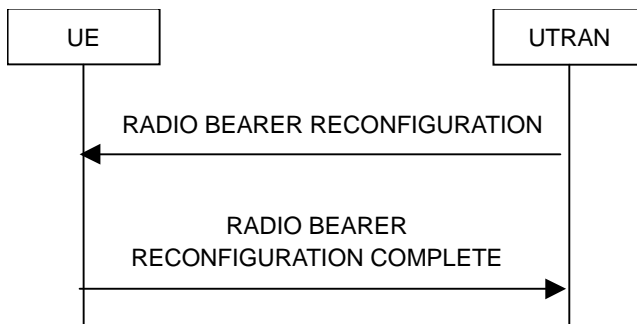 UE
UTRAN
RADIO BEARER RECONFIGURATION
RADIO BEARER
RECONFIGURATION COMPLETE